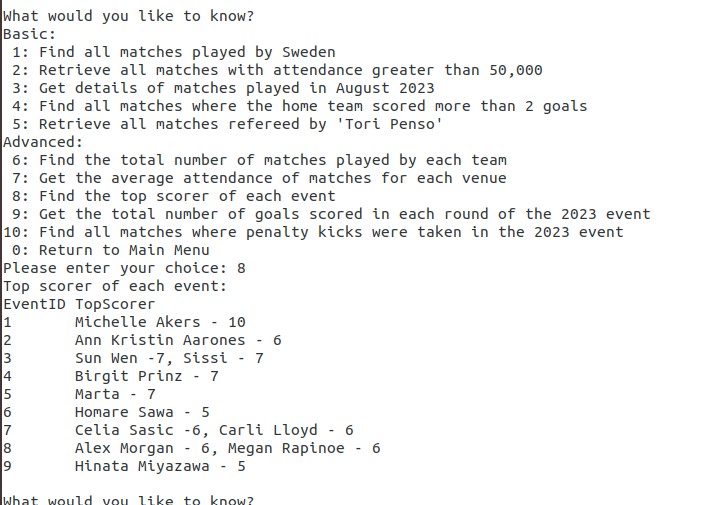 What would you like to know?
Basic:
 1: Find all matches played by Sweden
 2: Retrieve all matches with attendance greater than 50,000
 3: Get details of matches played in August 2023
 4: Find all matches where the home team scored more than 2 goals
 5: Retrieve all matches refereed by 'Tori Penso'
Advanced:
 6: Find the total number of matches played by each team
 7: Get the average attendance of matches for each venue
 8: Find the top scorer of each event
 9: Get the total number of goals scored in each round of the 2023 event
10: Find all matches where penalty kicks were taken in the 2023 event
 0: Return to Main Menu
Please enter your choice: 8
Top scorer of each event:
EventID TopScorer
1       Michelle Akers - 10
2       Ann Kristin Aarones - 6
3       Sun Wen -7, Sissi - 7
4       Birgit Prinz - 7
5       Marta - 7
6       Homare Sawa - 5
7       Celia Sasic -6, Carli Lloyd - 6
8       Alex Morgan - 6, Megan Rapinoe - 6
9       Hinata Miyazawa - 5
What would you like to know?